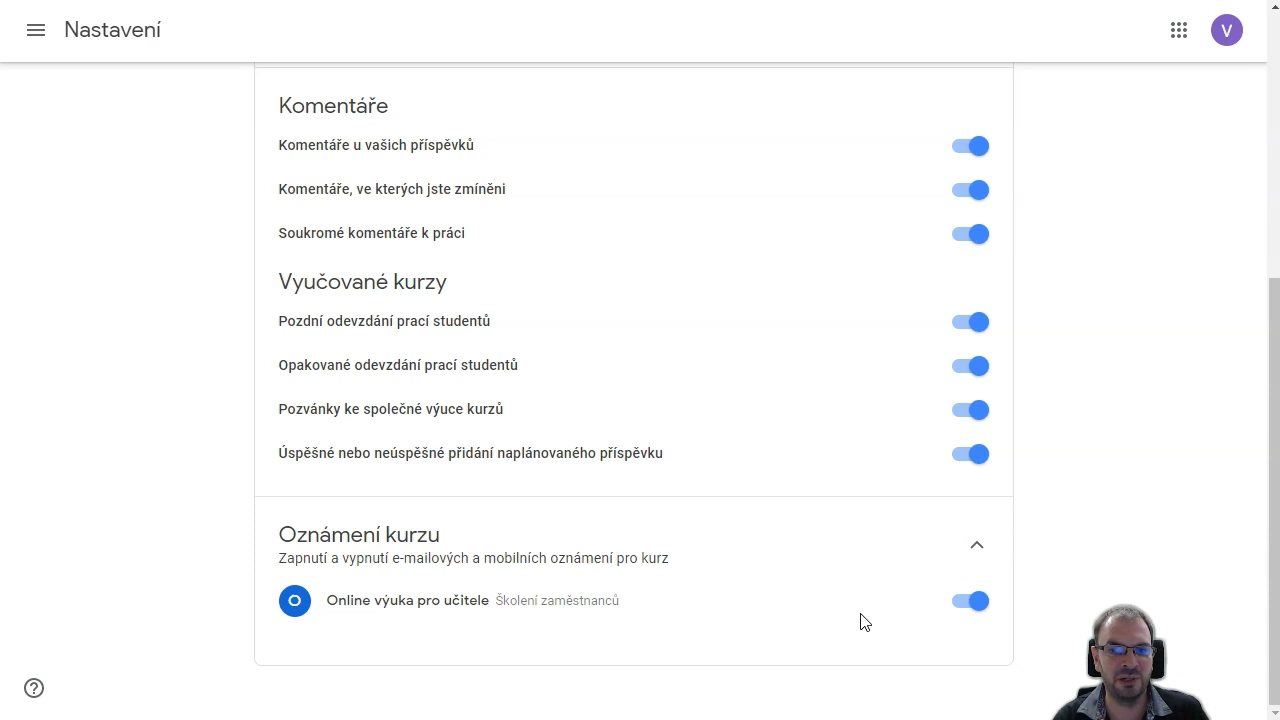 Nastavení
V
Komentáře
Komentáře u vašich příspěvků
Komentáře, ve kterých jste zmíněni
Soukromé komentáře k práci
Vyučované kurzy
Pozdní odevzdání prací studentů
Opakované odevzdání prací studentů
Pozvánky ke společné výuce kurzů
Úspěšné nebo neúspěšné přidání naplánovaného příspěvku
Oznámení kurzu
Zapnutí a vypnutí e-mailových a mobilních oznámení pro kurz
O Online výuka pro učitele Školení zaměstnanců
?